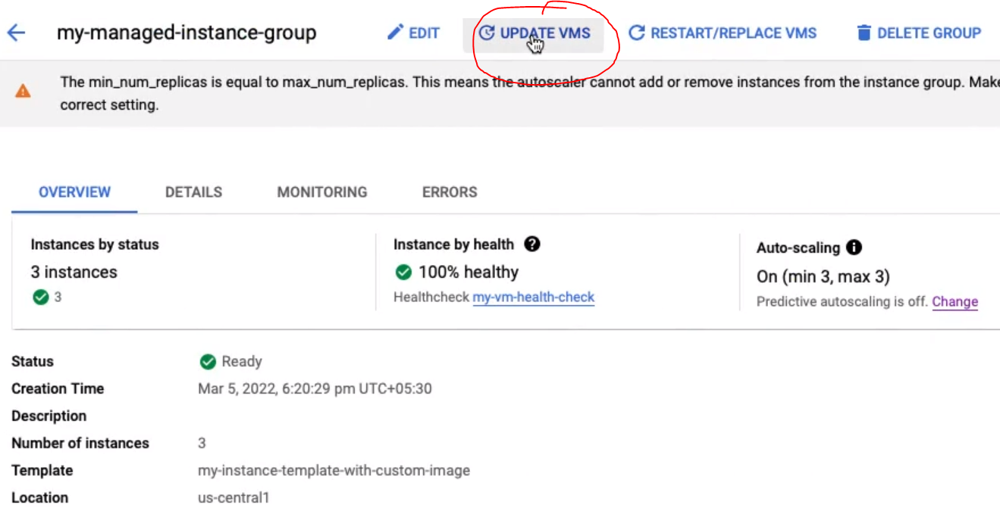 my-managed-instance-group EDIT UPDATE VMS RESTART/REPLACE VMS DELETE GROUP
The min_num_replicas is equal to max_num_replicas. This means the autoscaler cannot add or remove instances from the instance group. Make
correct setting.
OVERVIEW DETAILS MONITORING ERRORS
Instances by status
3 instances
3
Instance by health
100% healthy
Healthcheck my-vm-health-check
Auto-scaling
On (min 3, max 3)
Predictive autoscaling is off. Change
Status Ready
Creation Time Mar 5, 2022, 6:20:29 pm UTC+05:30
Description
Number of instances 3
Template my-instance-template-with-custom-image
Location us-central1